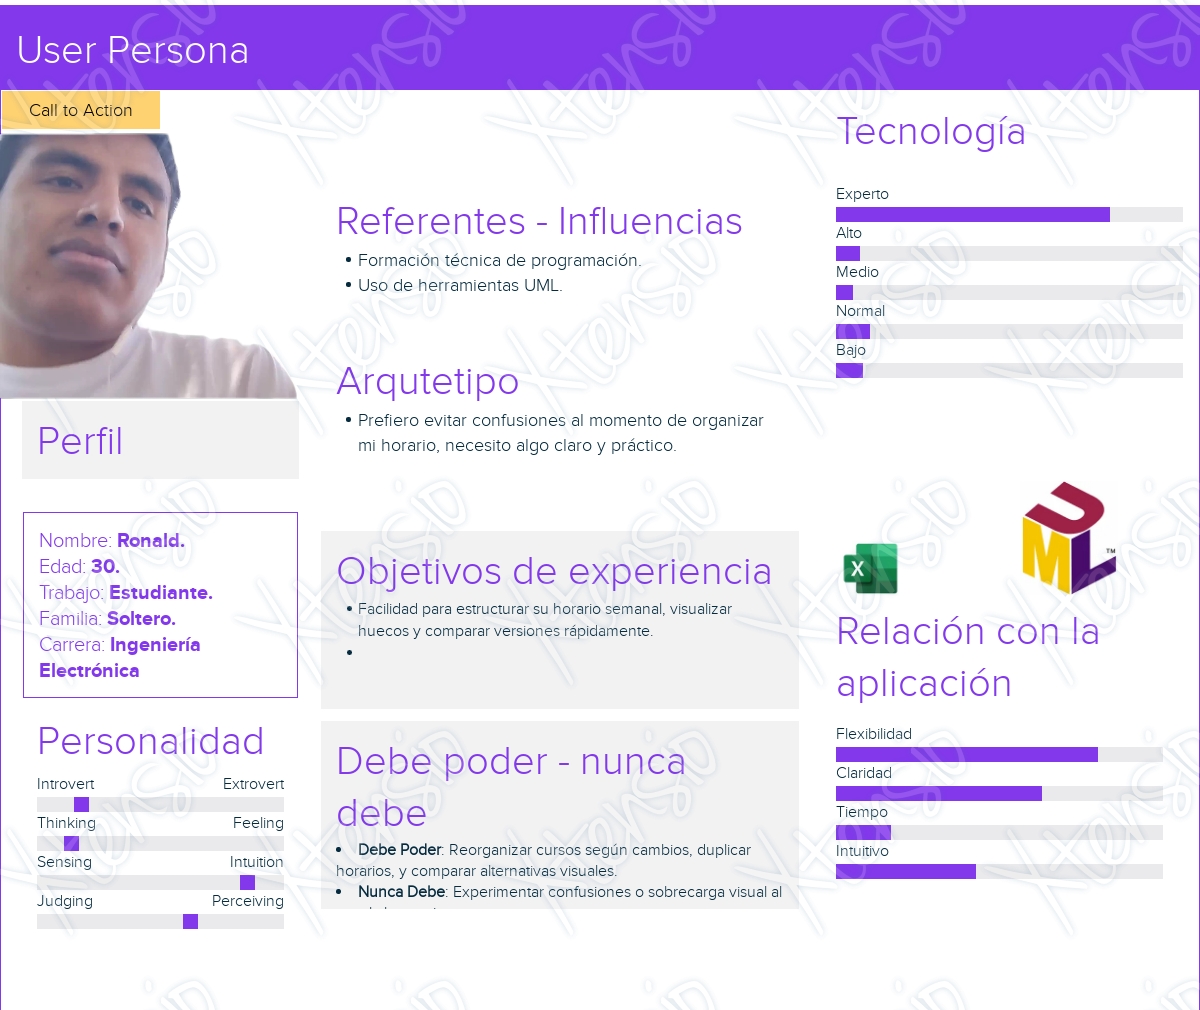 User Persona
Call to Action
Perfil
Nombre: Ronald.
Edad: 30.
Trabajo: Estudiante.
Familia: Soltero.
Carrera: Ingeniería
Electrónica
Personalidad
Introvert Extrovert
Thinking Feeling
Sensing Intuition
Judging Perceiving
Referentes - Influencias
• Formación técnica de programación.
• Uso de herramientas UML.
Arqutetipo
• Prefiero evitar confusiones al momento de organizar
mi horario, necesito algo claro y práctico.
Objetivos de experiencia
• Facilidad para estructurar su horario semanal, visualizar
huecos y comparar versiones rápidamente.
•
Debe poder - nunca
debe
• Debe Poder: Reorganizar cursos según cambios, duplicar
horarios, y comparar alternativas visuales.
• Nunca Debe: Experimentar confusiones o sobrecarga visual al
Tecnología
Experto
Alto
Medio
Normal
Bajo
X
UML™
Relación con la
aplicación
Flexibilidad
Claridad
Tiempo
Intuitivo
Xtensio